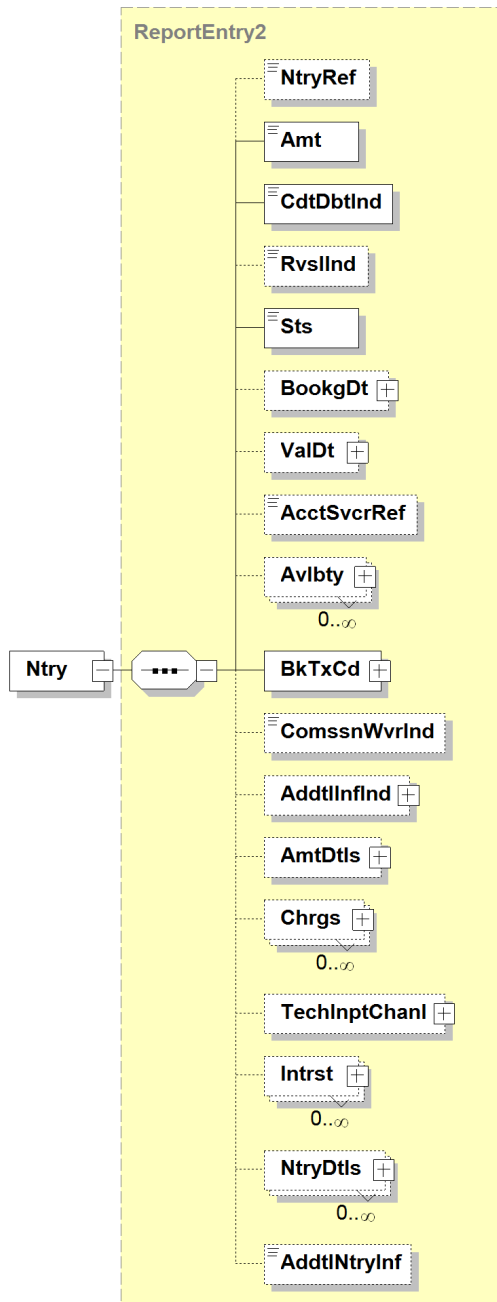 ReportEntry2
NtryRef
Amt
CdtDbtInd
RvslInd
Sts
BookgDt
ValDt
AcctSvcrRef
Avlbty
0..∞
Ntry
BkTxCd
ComssnWvrInd
AddtlInfInd
AmtDtls
Chrgs
0..∞
TechInptChanl
Intrst
0..∞
NtryDtls
0..∞
AddtlNtryInf